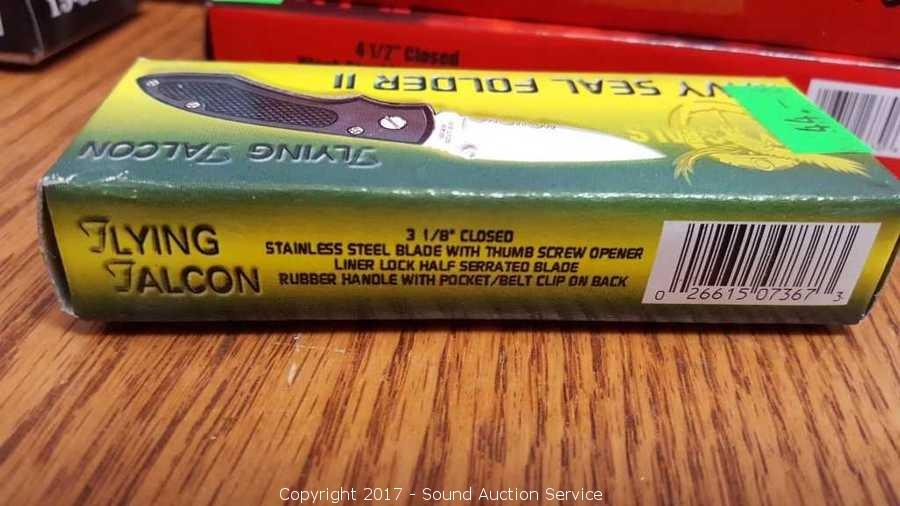 4 1/2" Closed
NAVY SEAL FOLDER II
44.-
FLYING FALCON
FLYING
FALCON
3 1/8" CLOSED
STAINLESS STEEL BLADE WITH THUMB SCREW OPENER
LINER LOCK HALF SERRATED BLADE
RUBBER HANDLE WITH POCKET/BELT CLIP ON BACK
0 26615 07367 3
Copyright 2017 - Sound Auction Service